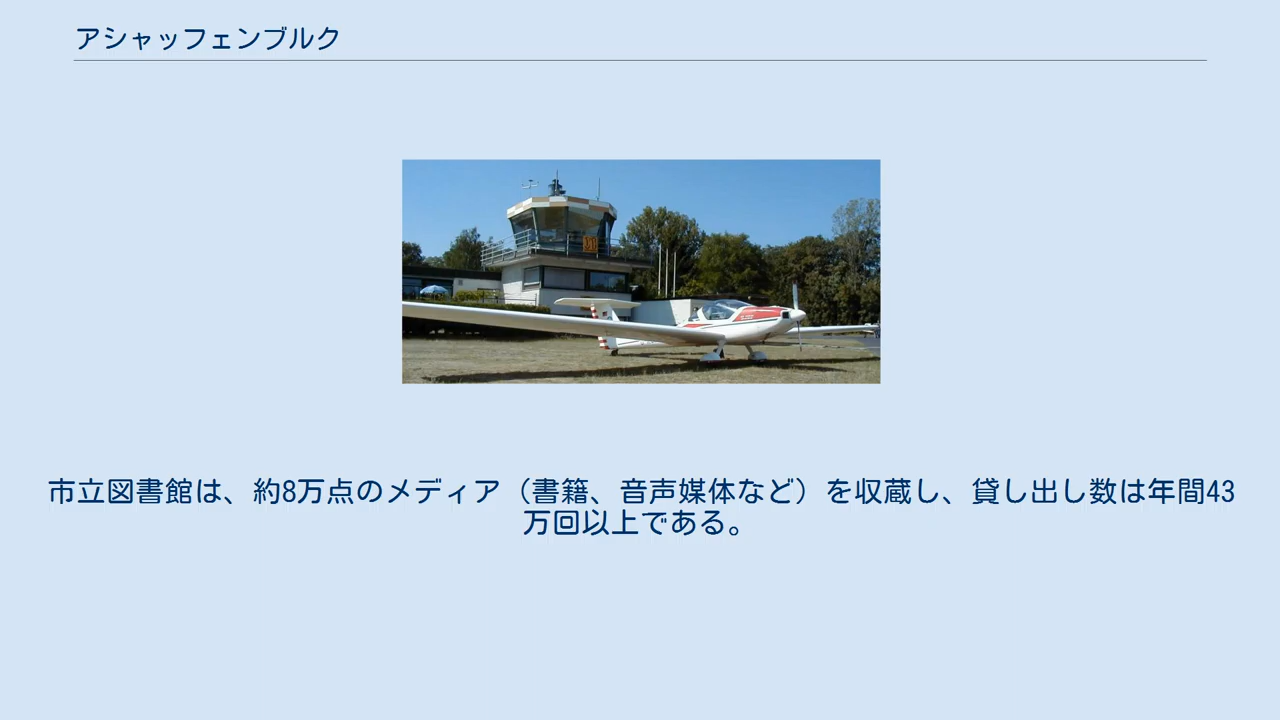 アシャッフェンブルク
市立図書館は、約8万点のメディア（書籍、音声媒体など）を収蔵し、貸し出し数は年間43
万回以上である。